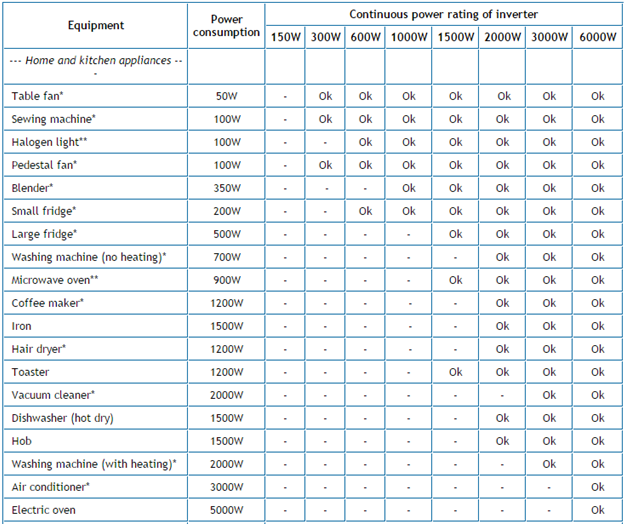 Equipment Power consumption Continuous power rating of inverter
150W 300W 600W 1000W 1500W 2000W 3000W 6000W
--- Home and kitchen appliances ---
Table fan* 50W - Ok Ok Ok Ok Ok Ok Ok
Sewing machine* 100W - Ok Ok Ok Ok Ok Ok Ok
Halogen light** 100W - - Ok Ok Ok Ok Ok Ok
Pedestal fan* 100W - Ok Ok Ok Ok Ok Ok Ok
Blender* 350W - - - Ok Ok Ok Ok Ok
Small fridge* 200W - - Ok Ok Ok Ok Ok Ok
Large fridge* 500W - - - - Ok Ok Ok Ok
Washing machine (no heating)* 700W - - - - - Ok Ok Ok
Microwave oven** 900W - - - - Ok Ok Ok Ok
Coffee maker* 1200W - - - - - Ok Ok Ok
Iron 1500W - - - - - Ok Ok Ok
Hair dryer* 1200W - - - - - Ok Ok Ok
Toaster 1200W - - - - Ok Ok Ok Ok
Vacuum cleaner* 2000W - - - - - - Ok Ok
Dishwasher (hot dry) 1500W - - - - - Ok Ok Ok
Hob 1500W - - - - - Ok Ok Ok
Washing machine (with heating)* 2000W - - - - - - Ok Ok
Air conditioner* 3000W - - - - - - - Ok
Electric oven 5000W - - - - - - - Ok